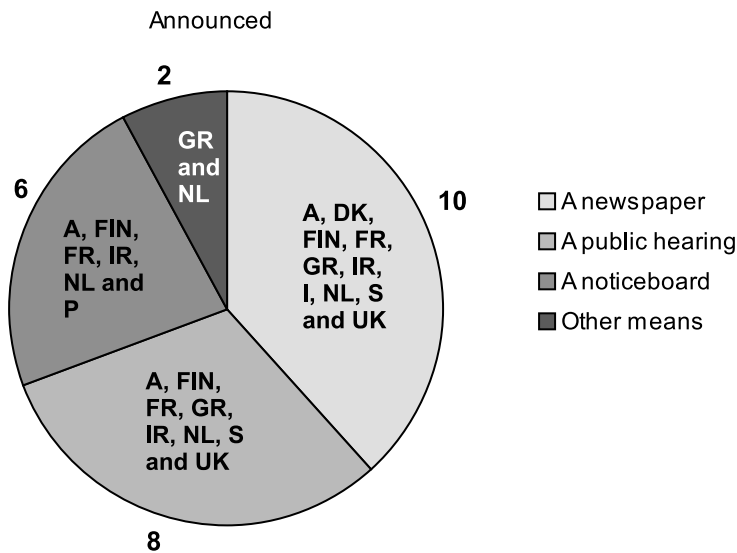 Announced
2
GR
and
NL
6
A, FIN,
FR, IR,
NL and
P
10
A, DK,
FIN, FR,
GR, IR,
I, NL, S
and UK
A, FIN,
FR, GR,
IR, NL, S
and UK
8
A newspaper
A public hearing
A noticeboard
Other means